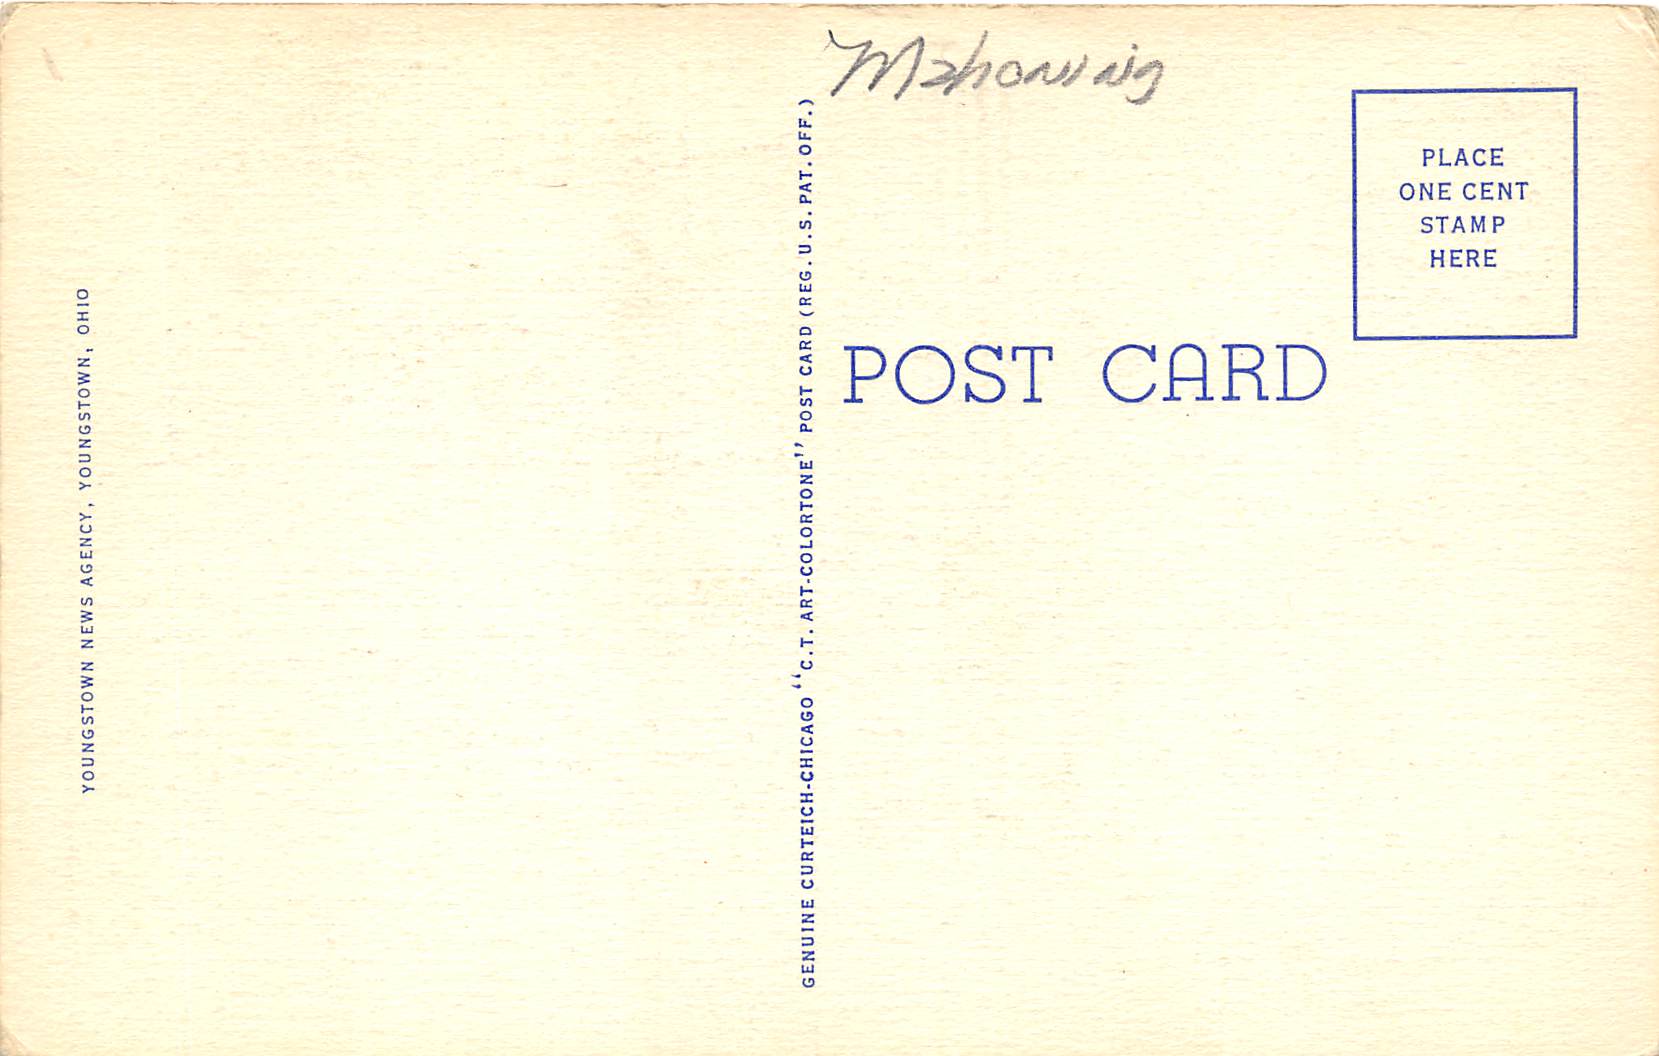 Mahoning
PLACE
ONE CENT
STAMP
HERE
POST CARD
GENUINE CURTEICH-CHICAGO "C.T. ART-COLORTONE" POST CARD (REG. U.S. PAT. OFF.)
YOUNGSTOWN NEWS AGENCY, YOUNGSTOWN, OHIO